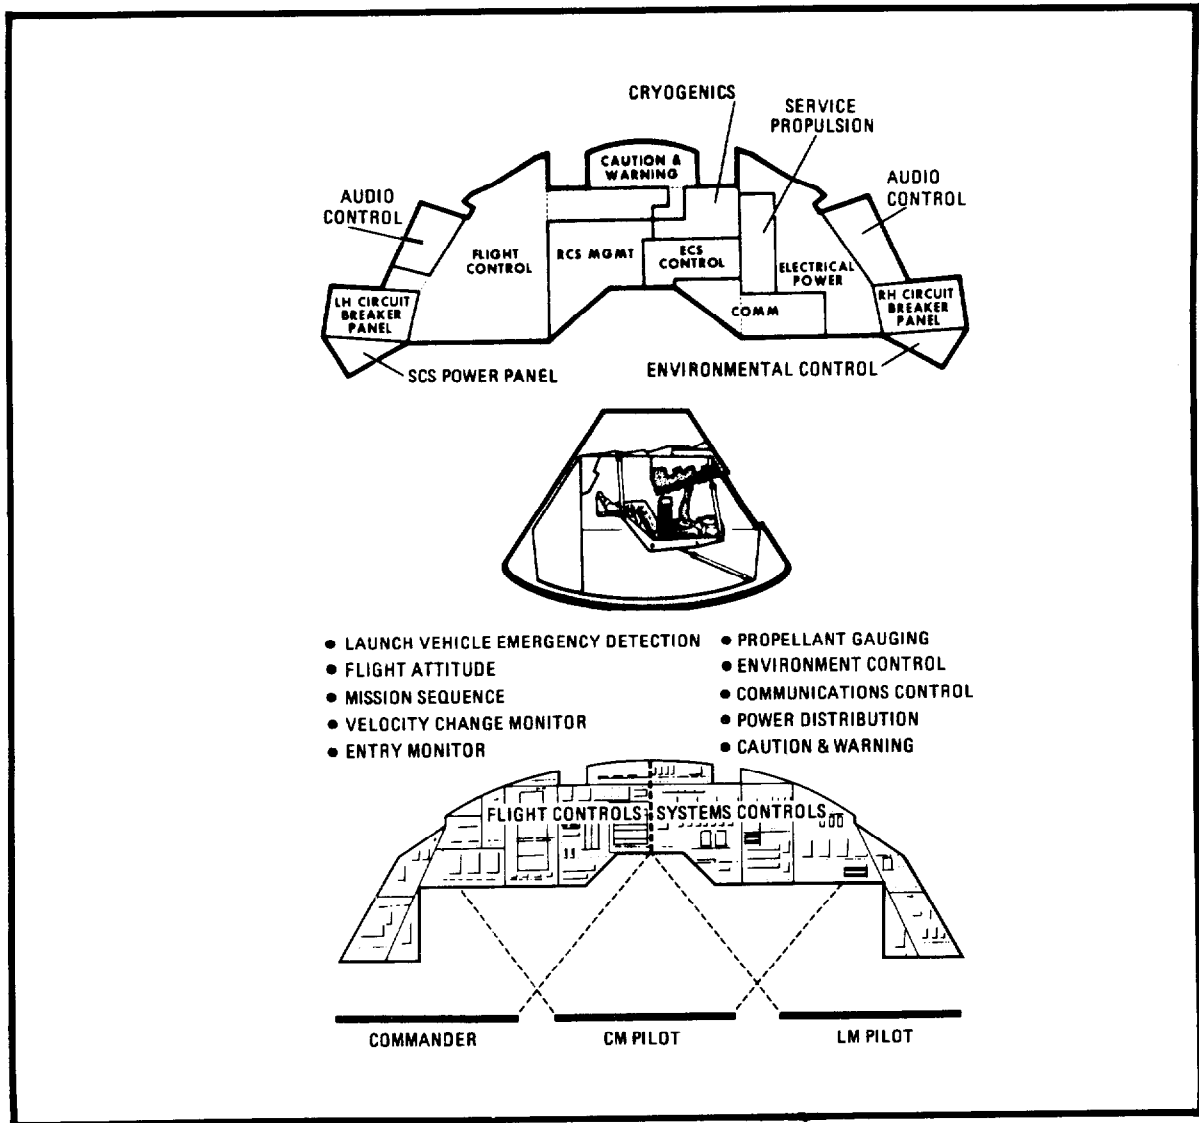 CRYOGENICS
SERVICE
PROPULSION
CAUTION &
WARNING
AUDIO
CONTROL
AUDIO
CONTROL
FLIGHT
CONTROL
RCS MGMT
ECS
CONTROL
ELECTRICAL
POWER
LH CIRCUIT
BREAKER
PANEL
COMM
RH CIRCUIT
BREAKER
PANEL
SCS POWER PANEL
ENVIRONMENTAL CONTROL
● LAUNCH VEHICLE EMERGENCY DETECTION
● FLIGHT ATTITUDE
● MISSION SEQUENCE
● VELOCITY CHANGE MONITOR
● ENTRY MONITOR
● PROPELLANT GAUGING
● ENVIRONMENT CONTROL
● COMMUNICATIONS CONTROL
● POWER DISTRIBUTION
● CAUTION & WARNING
FLIGHT CONTROLS
SYSTEMS CONTROLS
COMMANDER
CM PILOT
LM PILOT